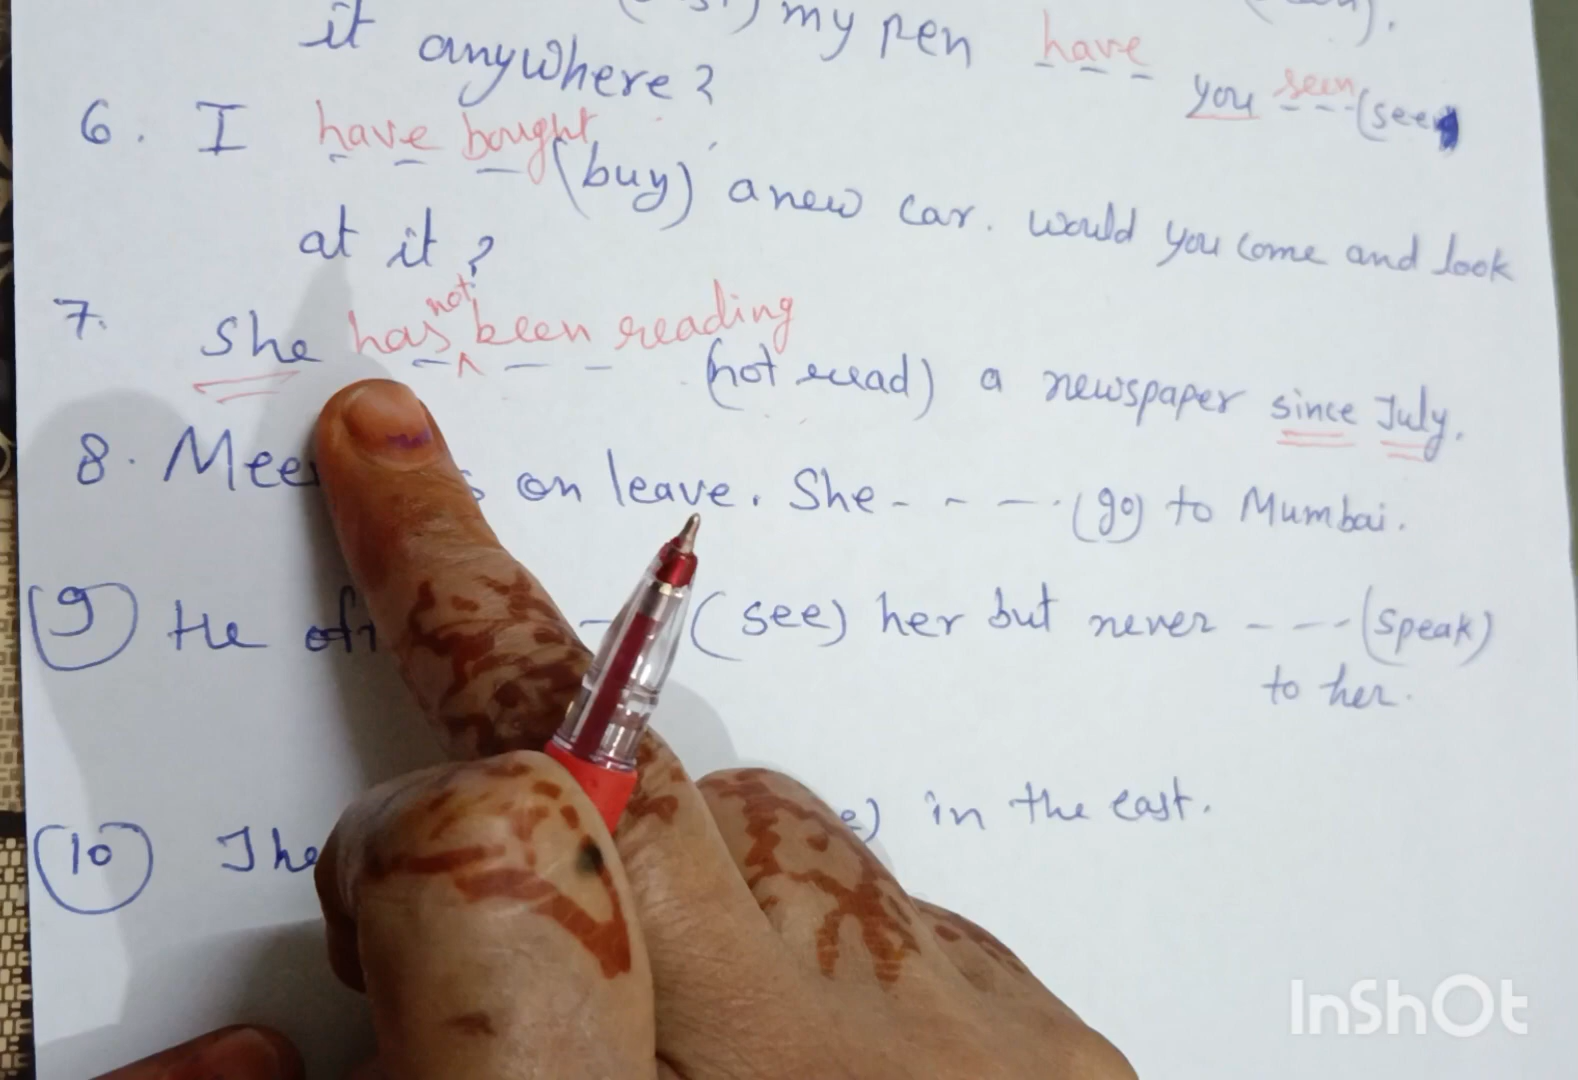 it anywhere? my pen have you seen (see
6. I have bought (buy) a new car. would you come and look
at it?
7. She has not been reading (not read) a newspaper since July.
8. on leave. She - - - (go) to Mumbai.
9 He (see) her but never - - - (speak)
to her.
10 in the east.
InShOt